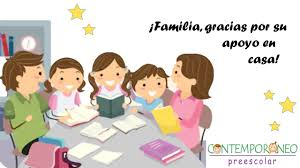 ¡Familia, gracias por su
apoyo en
casa!
CONTEMPORÁNEO
preescolar